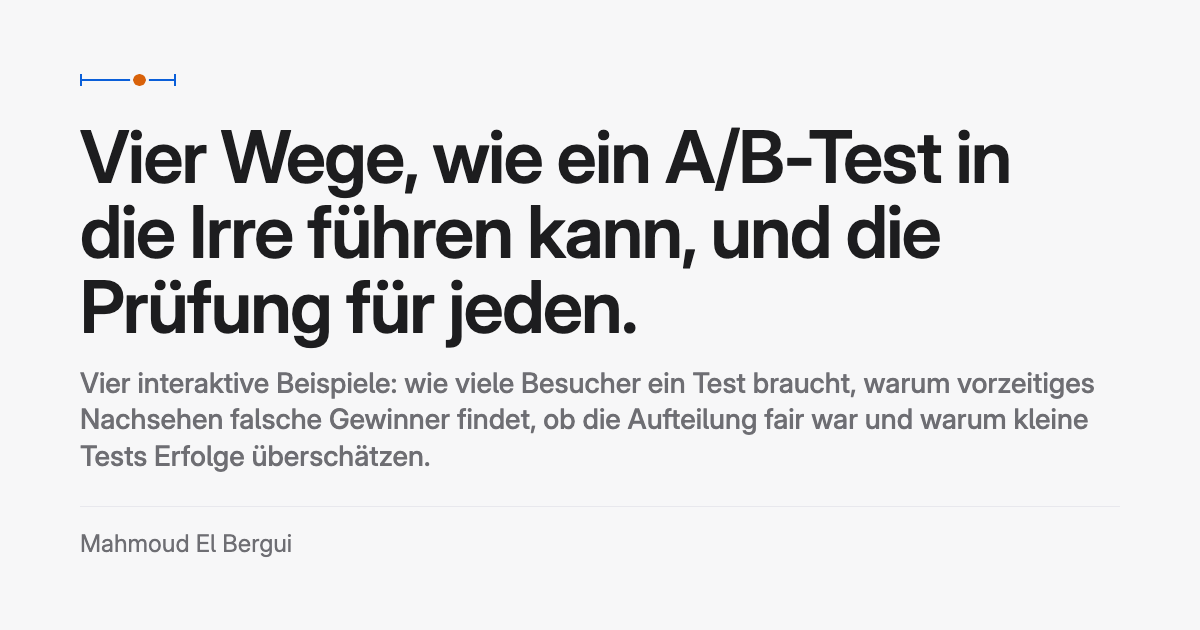 Vier Wege, wie ein A/B-Test in
die Irre führen kann, und die
Prüfung für jeden.
Vier interaktive Beispiele: wie viele Besucher ein Test braucht, warum vorzeitiges
Nachsehen falsche Gewinner findet, ob die Aufteilung fair war und warum kleine
Tests Erfolge überschätzen.
Mahmoud El Bergui